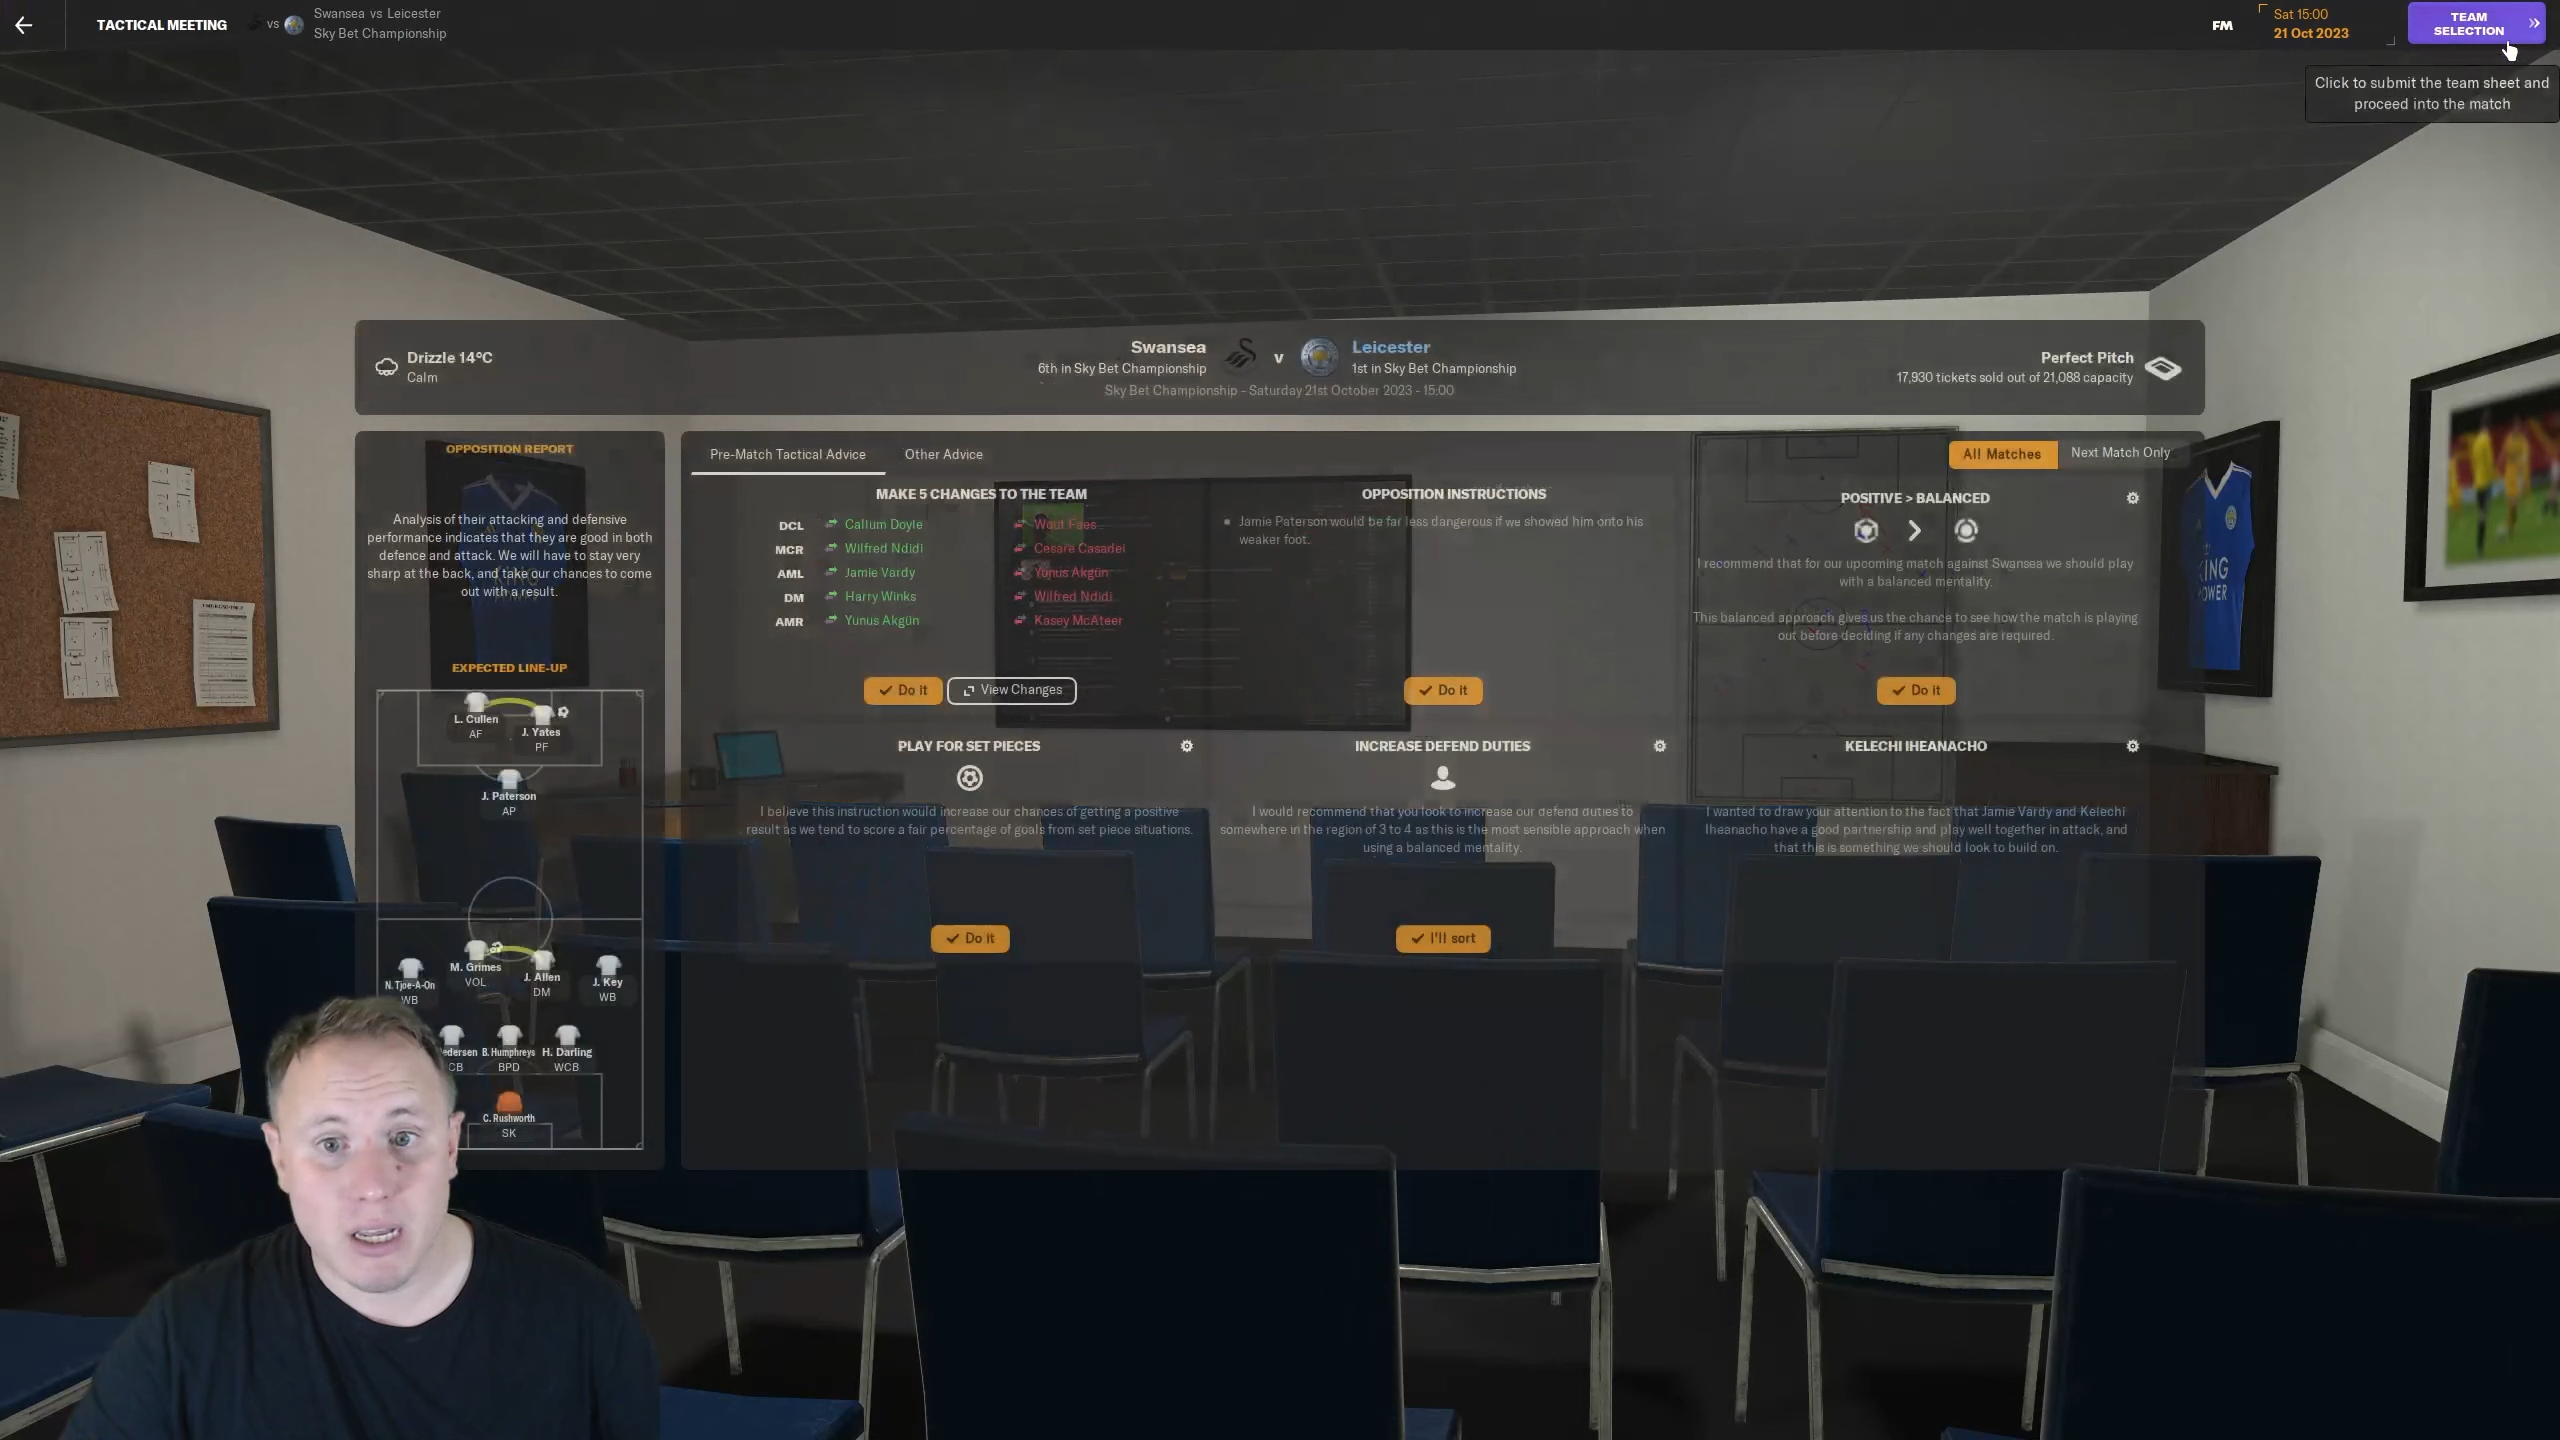 TACTICAL MEETING
vs
Swansea vs Leicester
Sky Bet Championship
FM
Sat 15:00
21 Oct 2023
TEAM
SELECTION
Click to submit the team sheet and
proceed into the match
Drizzle 14°C
Calm
Swansea
6th in Sky Bet Championship
v
Leicester
1st in Sky Bet Championship
Sky Bet Championship - Saturday 21st October 2023 - 15:00
Perfect Pitch
17,930 tickets sold out of 21,088 capacity
OPPOSITION REPORT
Analysis of their attacking and defensive
performance indicates that they are good in both
defence and attack. We will have to stay very
sharp at the back, and take our chances to come
out with a result.
EXPECTED LINE-UP
L. Cullen
AF
J. Yates
PF
J. Paterson
AP
M. Grimes
VOL
J. Allen
DM
N. Tjoe-A-On
WB
J. Key
WB
edersen
CB
B. Humphreys
BPD
H. Darling
WCB
C. Rushworth
SK
Pre-Match Tactical Advice
Other Advice
All Matches
Next Match Only
MAKE 5 CHANGES TO THE TEAM
DCL Callum Doyle Wout Faes
MCR Wilfred Ndidi Cesare Casadei
AML Jamie Vardy Yunus Akgün
DM Harry Winks Wilfred Ndidi
AMR Yunus Akgün Kasey McAteer
Do it
View Changes
OPPOSITION INSTRUCTIONS
Jamie Paterson would be far less dangerous if we showed him onto his
weaker foot.
Do it
POSITIVE > BALANCED
I recommend that for our upcoming match against Swansea we should play
with a balanced mentality.
This balanced approach gives us the chance to see how the match is playing
out before deciding if any changes are required.
Do it
PLAY FOR SET PIECES
I believe this instruction would increase our chances of getting a positive
result as we tend to score a fair percentage of goals from set piece situations.
Do it
INCREASE DEFEND DUTIES
I would recommend that you look to increase our defend duties to
somewhere in the region of 3 to 4 as this is the most sensible approach when
using a balanced mentality.
I'll sort
KELECHI IHEANACHO
I wanted to draw your attention to the fact that Jamie Vardy and Kelechi
Iheanacho have a good partnership and play well together in attack, and
that this is something we should look to build on.
KING
POWER